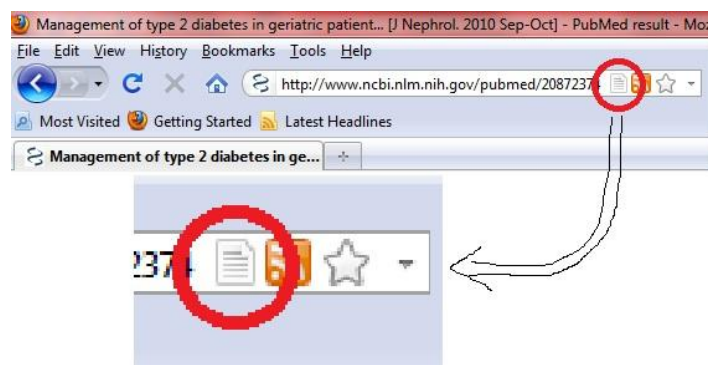 Management of type 2 diabetes in geriatric patient... [J Nephrol. 2010 Sep-Oct] - PubMed result - Moz
File Edit View History Bookmarks Tools Help
http://www.ncbi.nlm.nih.gov/pubmed/20872374
Most Visited Getting Started Latest Headlines
Management of type 2 diabetes in ge...
2374